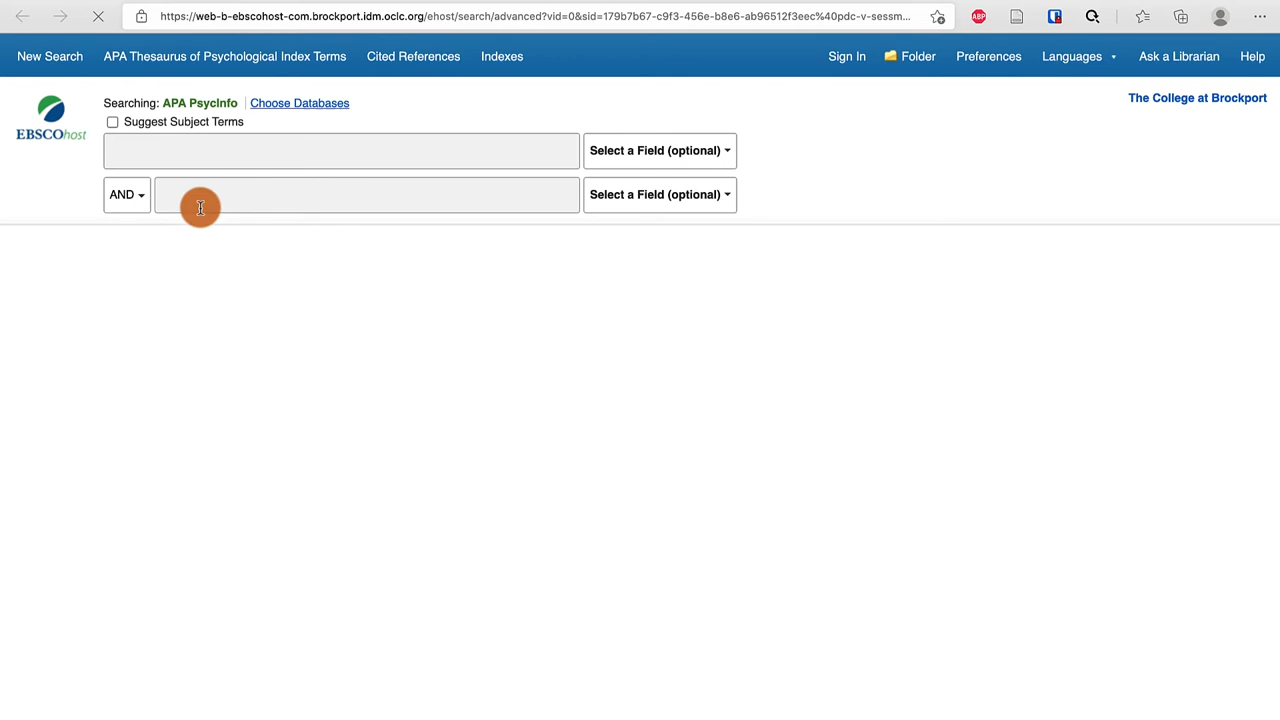 https://web-b-ebscohost-com.brockport.idm.oclc.org/ehost/search/advanced?vid=0&sid=179b7b67-c9f3-456e-b8e6-ab96512f3eec%40pdc-v-sessm...
ABP
New Search APA Thesaurus of Psychological Index Terms Cited References Indexes Sign In Folder Preferences Languages Ask a Librarian Help
Searching: APA PsycInfo Choose Databases The College at Brockport
Suggest Subject Terms
EBSCOhost
Select a Field (optional)
AND Select a Field (optional)